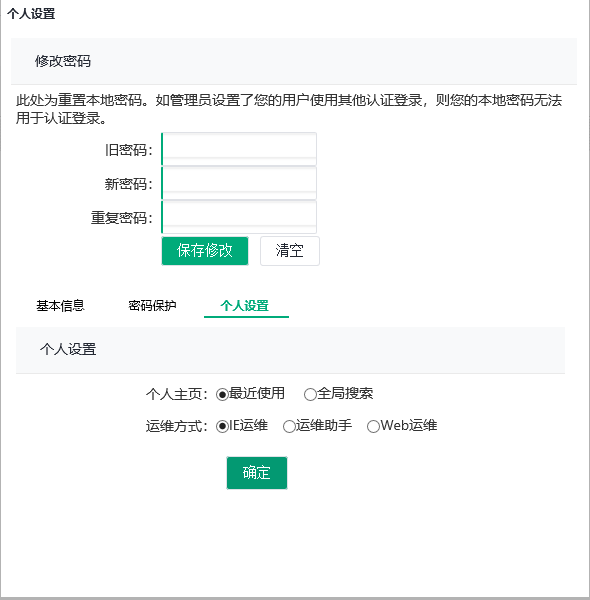 个人设置
修改密码
此处为重置本地密码。如管理员设置了您的用户使用其他认证登录，则您的本地密码无法
用于认证登录。
旧密码：
新密码：
重复密码：
保存修改 清空
基本信息 密码保护 个人设置
个人设置
个人主页： 最近使用 全局搜索
运维方式： IE运维 运维助手 Web运维
确定